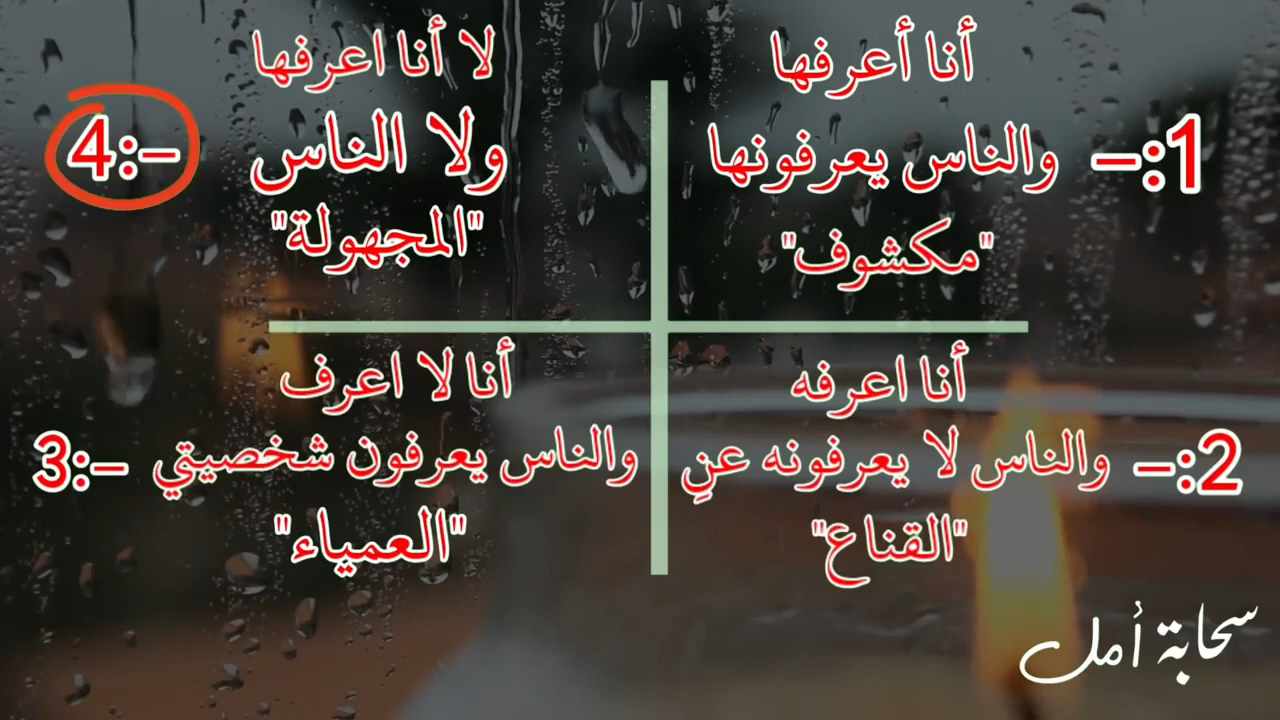 أنا أعرفها
1:- والناس يعرفونها
"مكشوف"
أنا اعرفه
2:- والناس لا يعرفونه عنِ
"القناع"
أنا لا اعرف
والناس يعرفون شخصيتي 3:-
"العمياء"
لا أنا اعرفها
ولا الناس 4:-
"المجهولة"
سحابة أمل